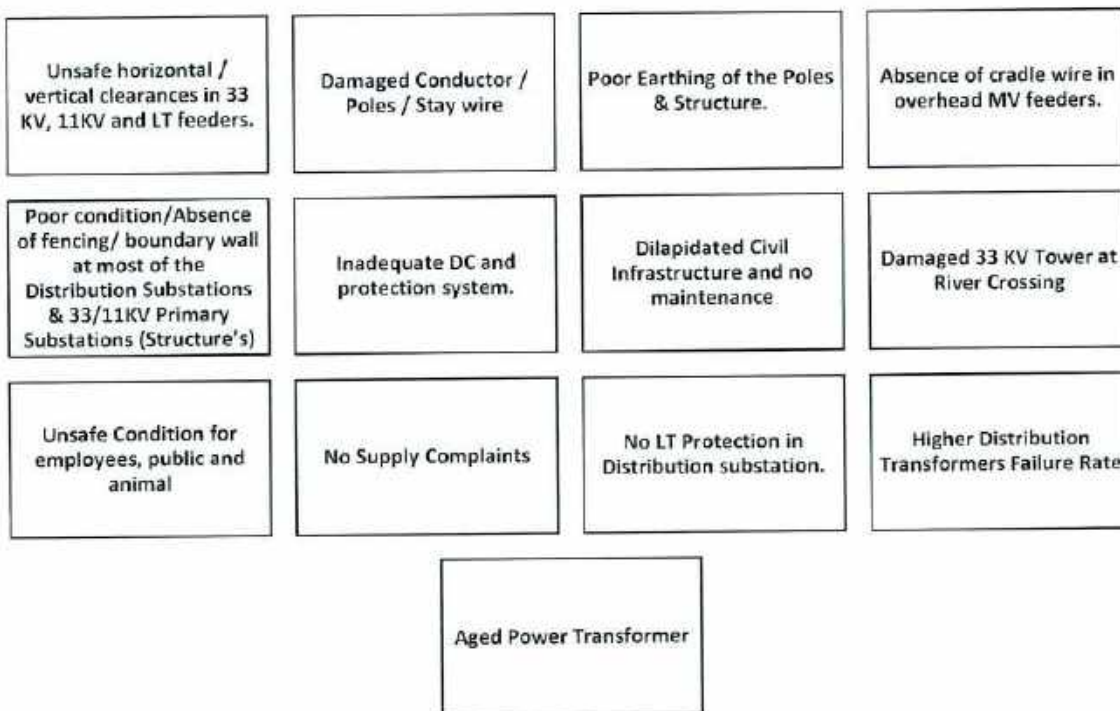 Unsafe horizontal /
vertical clearances in 33
KV, 11KV and LT feeders.
Damaged Conductor /
Poles / Stay wire
Poor Earthing of the Poles
& Structure.
Absence of cradle wire in
overhead MV feeders.
Poor condition/Absence
of fencing/ boundary wall
at most of the
Distribution Substations
& 33/11KV Primary
Substations (Structure's)
Inadequate DC and
protection system.
Dilapidated Civil
Infrastructure and no
maintenance
Damaged 33 KV Tower at
River Crossing
Unsafe Condition for
employees, public and
animal
No Supply Complaints
No LT Protection in
Distribution substation.
Higher Distribution
Transformers Failure Rate
Aged Power Transformer